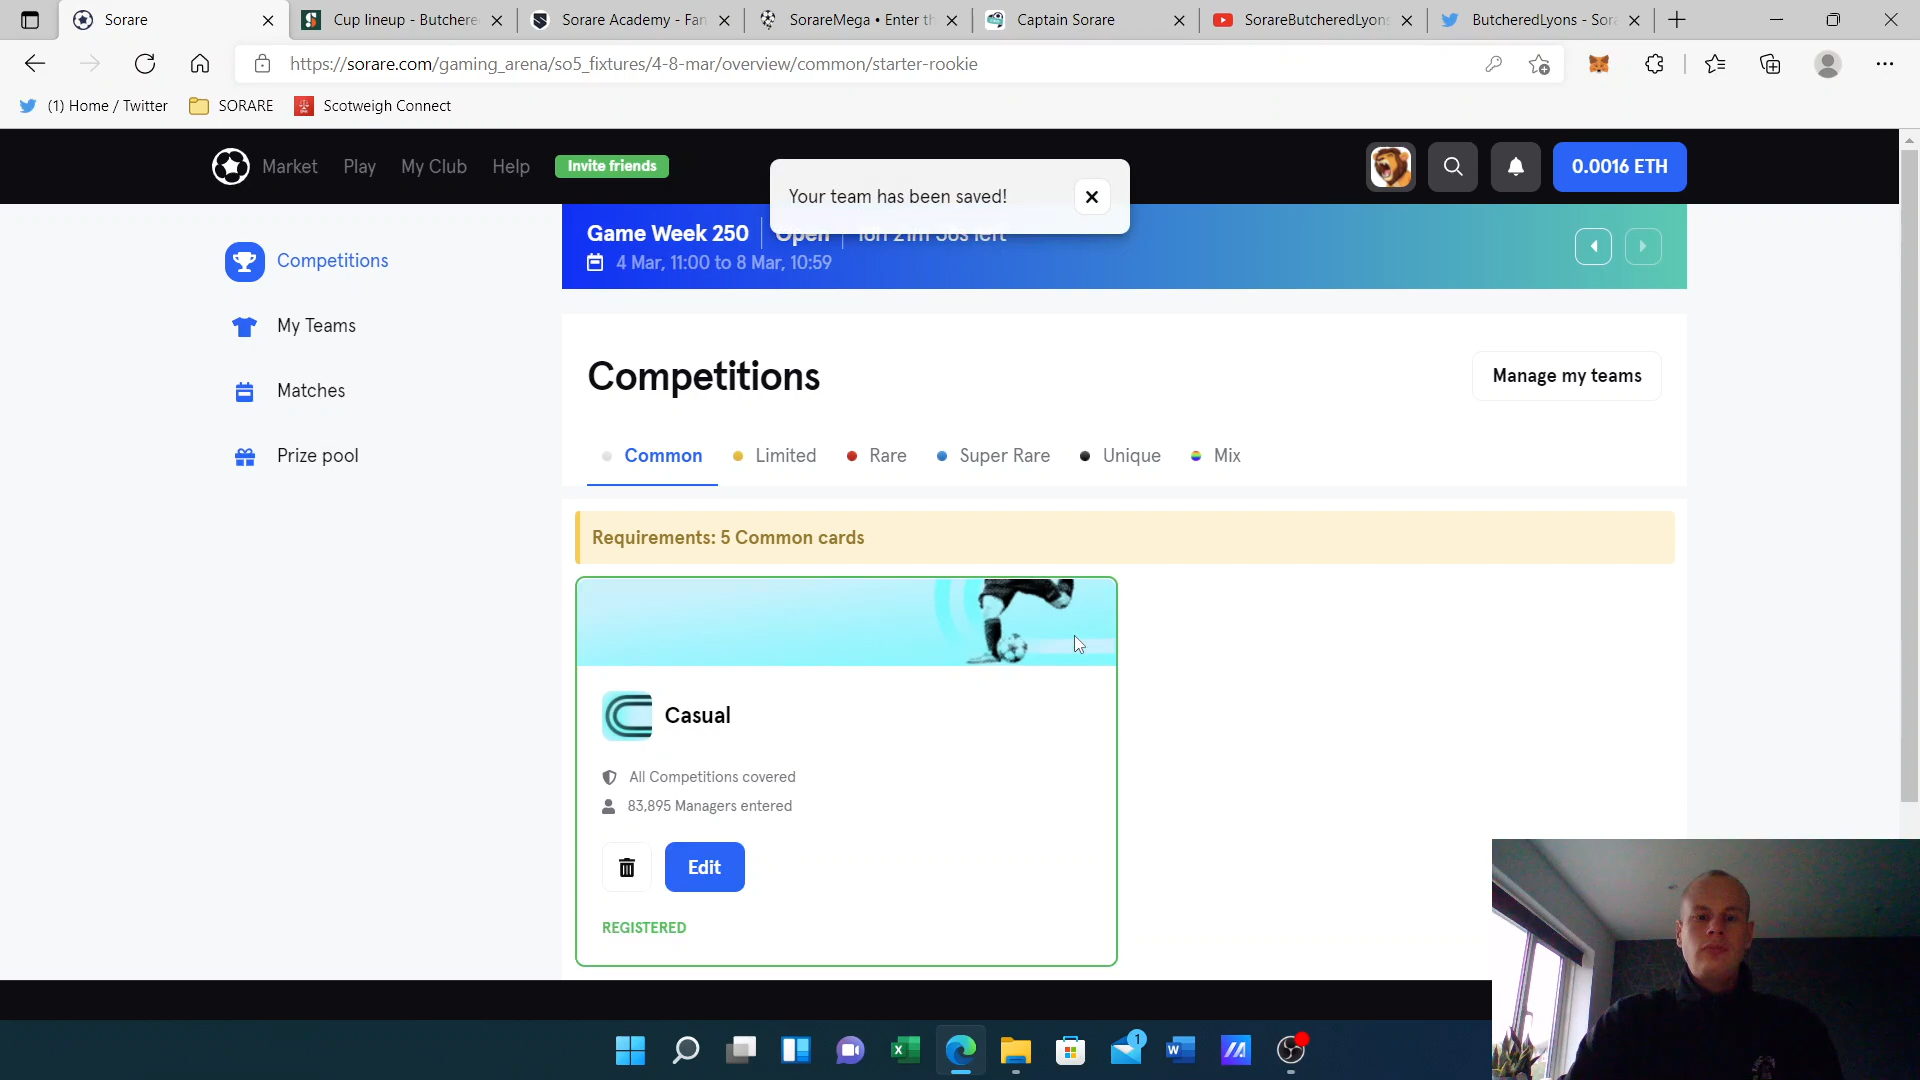 Sorare
Cup lineup - Butchere
Sorare Academy - Fan
SorareMega • Enter th
Captain Sorare
SorareButcheredLyons
ButcheredLyons - Sora
https://sorare.com/gaming_arena/so5_fixtures/4-8-mar/overview/common/starter-rookie
(1) Home / Twitter
SORARE
Scotweigh Connect
Market
Play
My Club
Help
Invite friends
0.0016 ETH
Your team has been saved!
Game Week 250
Open
4 Mar, 11:00 to 8 Mar, 10:59
Competitions
My Teams
Matches
Prize pool
Competitions
Manage my teams
Common
Limited
Rare
Super Rare
Unique
Mix
Requirements: 5 Common cards
Casual
All Competitions covered
83,895 Managers entered
Edit
REGISTERED
1